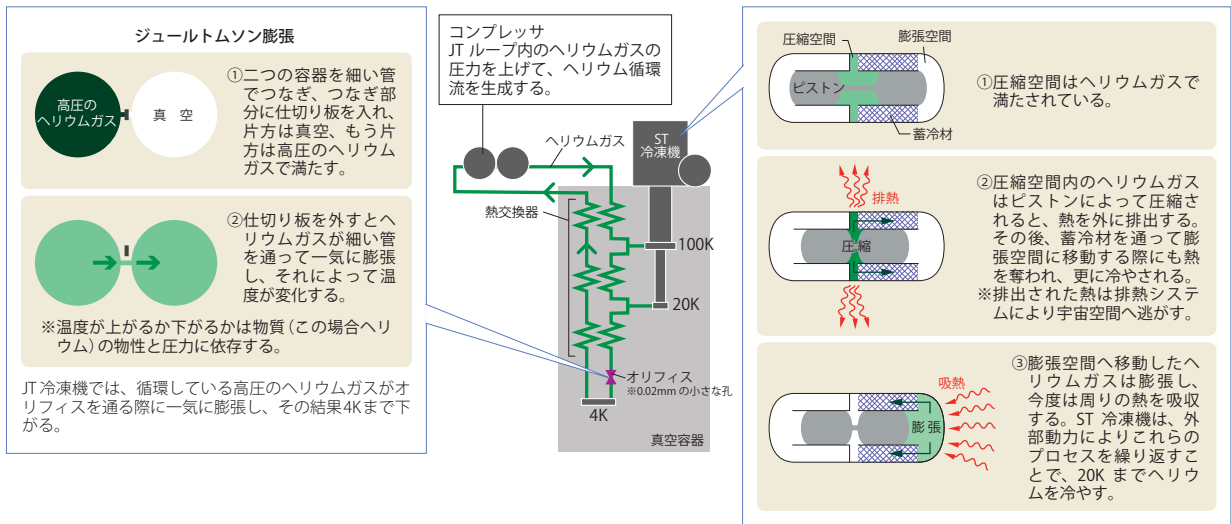 ジュールトムソン膨張
高圧の
ヘリウムガス
真 空
①二つの容器を細い管
でつなぎ、つなぎ部
分に仕切り板を入れ、
片方は真空、もう片
方は高圧のヘリウム
ガスで満たす。
②仕切り板を外すとヘ
リウムガスが細い管
を通って一気に膨張
し、それによって温
度が変化する。
※温度が上がるか下がるかは物質(この場合ヘリ
ウム)の物性と圧力に依存する。
JT 冷凍機では、循環している高圧のヘリウムガスがオ
リフィスを通る際に一気に膨張し、その結果4Kまで下
がる。
コンプレッサ
JT ループ内のヘリウムガスの
圧力を上げて、ヘリウム循環
流を生成する。
ヘリウムガス
ST
冷凍機
熱交換器
100K
20K
オリフィス
※0.02mm の小さな孔
4K
真空容器
圧縮空間
膨張空間
ピストン
蓄冷材
①圧縮空間はヘリウムガスで
満たされている。
排熱
圧縮
②圧縮空間内のヘリウムガス
はピストンによって圧縮さ
れると、熱を外に排出する。
その後、蓄冷材を通って膨
張空間に移動する際にも熱
を奪われ、更に冷やされる。
※排出された熱は排熱システ
ムにより宇宙空間へ逃がす。
吸熱
膨張
③膨張空間へ移動したヘ
リウムガスは膨張し、
今度は周りの熱を吸収
する。ST 冷凍機は、外
部動力によりこれらの
プロセスを繰り返すこ
とで、20K までヘリウ
ムを冷やす。